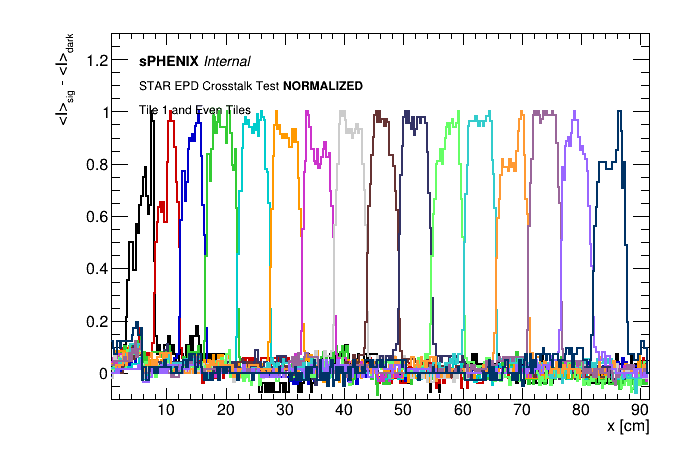 sPHENIX Internal
STAR EPD Crosstalk Test NORMALIZED
Tile 1 and Even Tiles
<I>sig - <I>dark
1.2
1
0.8
0.6
0.4
0.2
0
10 20 30 40 50 60 70 80 90
x [cm]